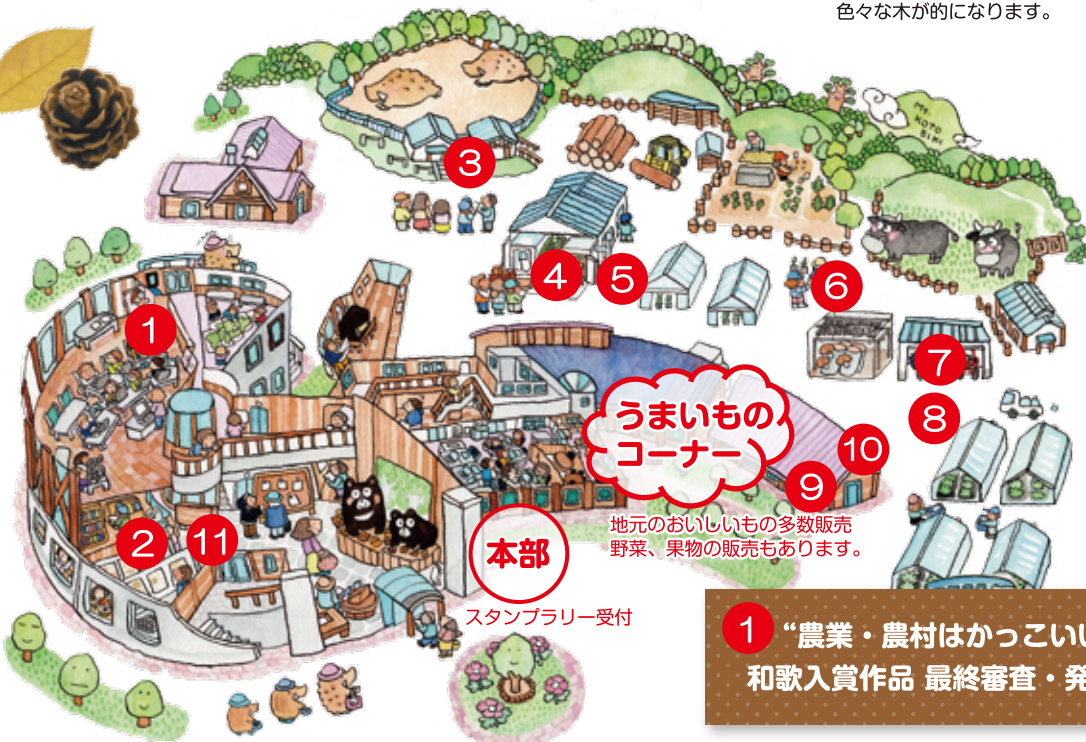 色々な木が的になります。
Mt.
KOTO
BIKI
3
4
5
6
1
7
8
うまいもの
コーナー
10
9
地元のおいしいもの多数販売
野菜、果物の販売もあります。
2
11
本部
スタンプラリー受付
1 “農業・農村はかっこいい
和歌入賞作品 最終審査・発